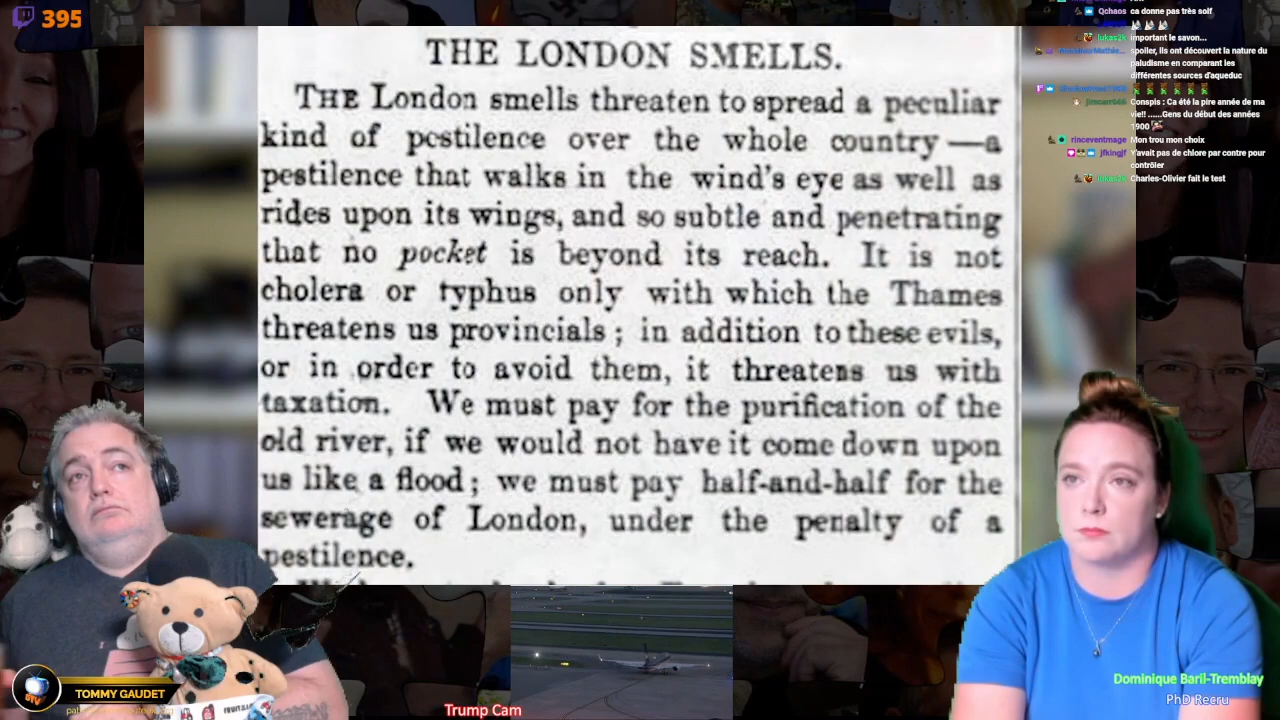 395
THE LONDON SMELLS.
THE London smells threaten to spread a peculiar
kind of pestilence over the whole country—a
pestilence that walks in the wind's eye as well as
rides upon its wings, and so subtle and penetrating
that no pocket is beyond its reach. It is not
cholera or typhus only with which the Thames
threatens us provincials; in addition to these evils,
or in order to avoid them, it threatens us with
taxation. We must pay for the purification of the
old river, if we would not have it come down upon
us like a flood; we must pay half-and-half for the
sewerage of London, under the penalty of a
pestilence.
Qchaos ca donne pas très soif
lukas2k important le savon...
spoiler, ils ont découvert la nature du
paludisme en comparant les
différentes sources d'aqueduc
Conspis : Ca été la pire année de ma
vie!! ......Gens du début des années
1900
rinceventmage Mon trou mon choix
jfkingjf Y'avait pas de chlore par contre pour
contrôler
lukas2k Charles-Olivier fait le test
TOMMY GAUDET
Trump Cam
Dominique Baril-Tremblay
PhD Recru